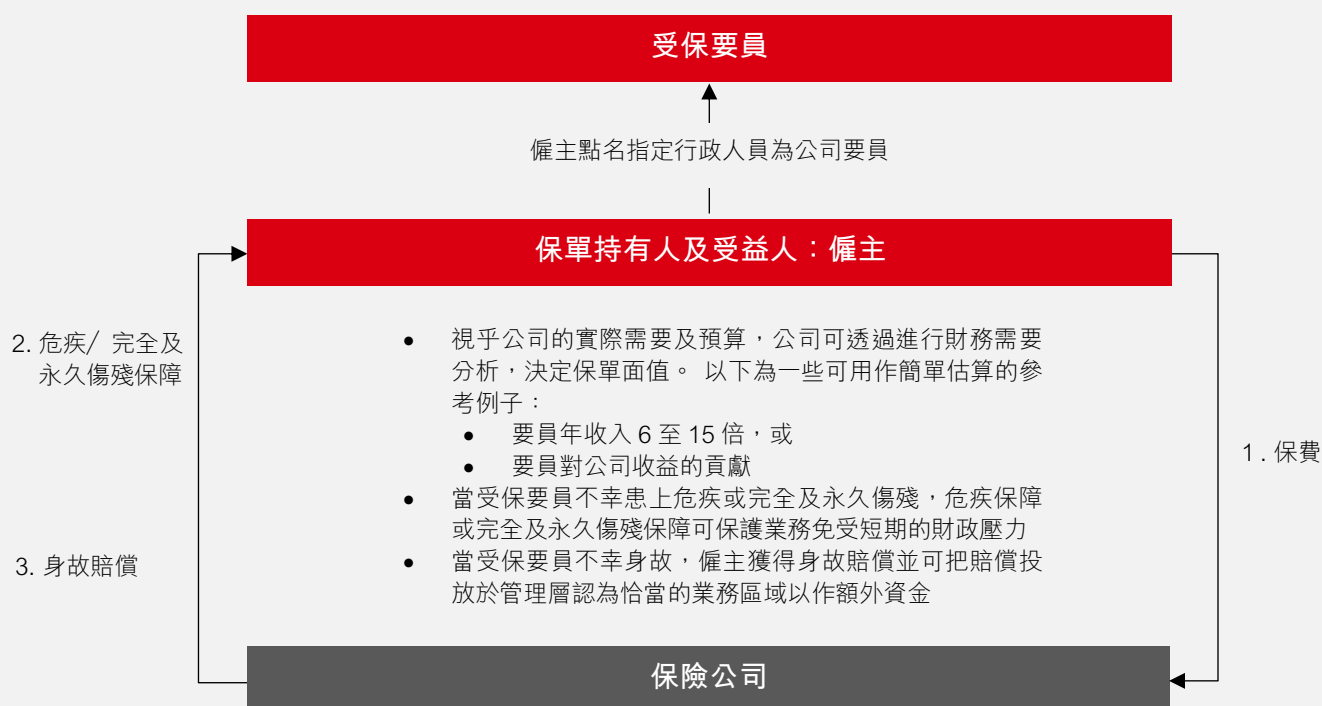 受保要員
僱主點名指定行政人員為公司要員
保單持有人及受益人：僱主
2. 危疾/ 完全及
永久傷殘保障
3. 身故賠償
● 視乎公司的實際需要及預算，公司可透過進行財務需要
分析，決定保單面值。 以下為一些可用作簡單估算的參
考例子：
● 要員年收入 6 至 15 倍，或
● 要員對公司收益的貢獻
● 當受保要員不幸患上危疾或完全及永久傷殘，危疾保障
或完全及永久傷殘保障可保護業務免受短期的財政壓力
● 當受保要員不幸身故，僱主獲得身故賠償並可把賠償投
放於管理層認為恰當的業務區域以作額外資金
1. 保費
保險公司